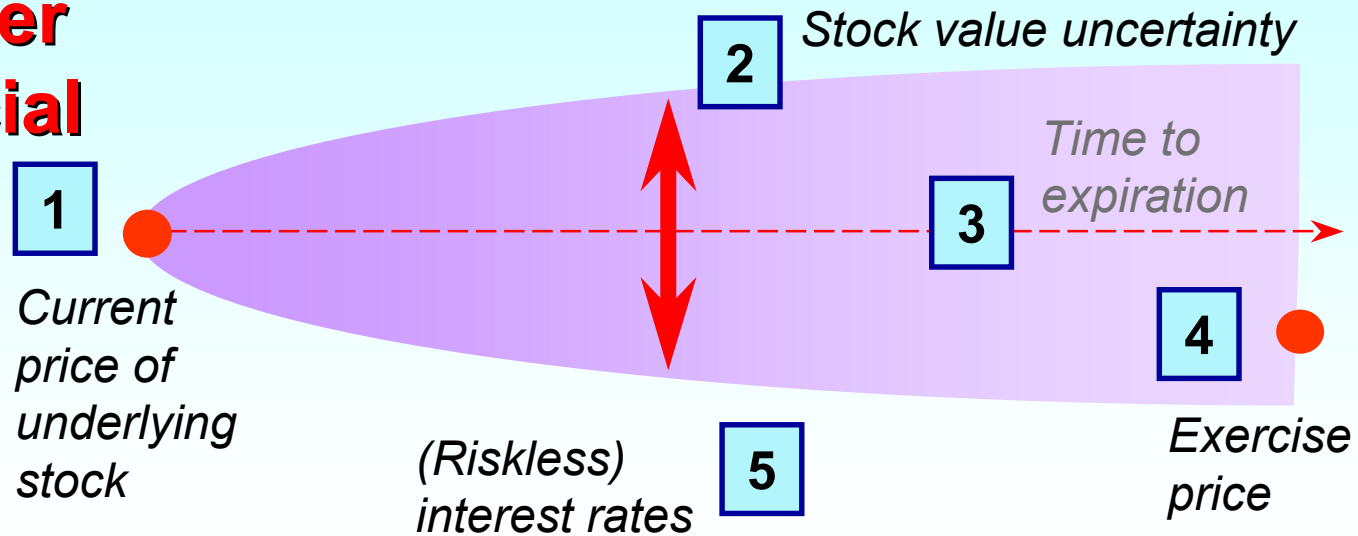 Stock value uncertainty
2
Time to
expiration
1
3
Current
price of
underlying
stock
4
Exercise
price
(Riskless)
interest rates
5